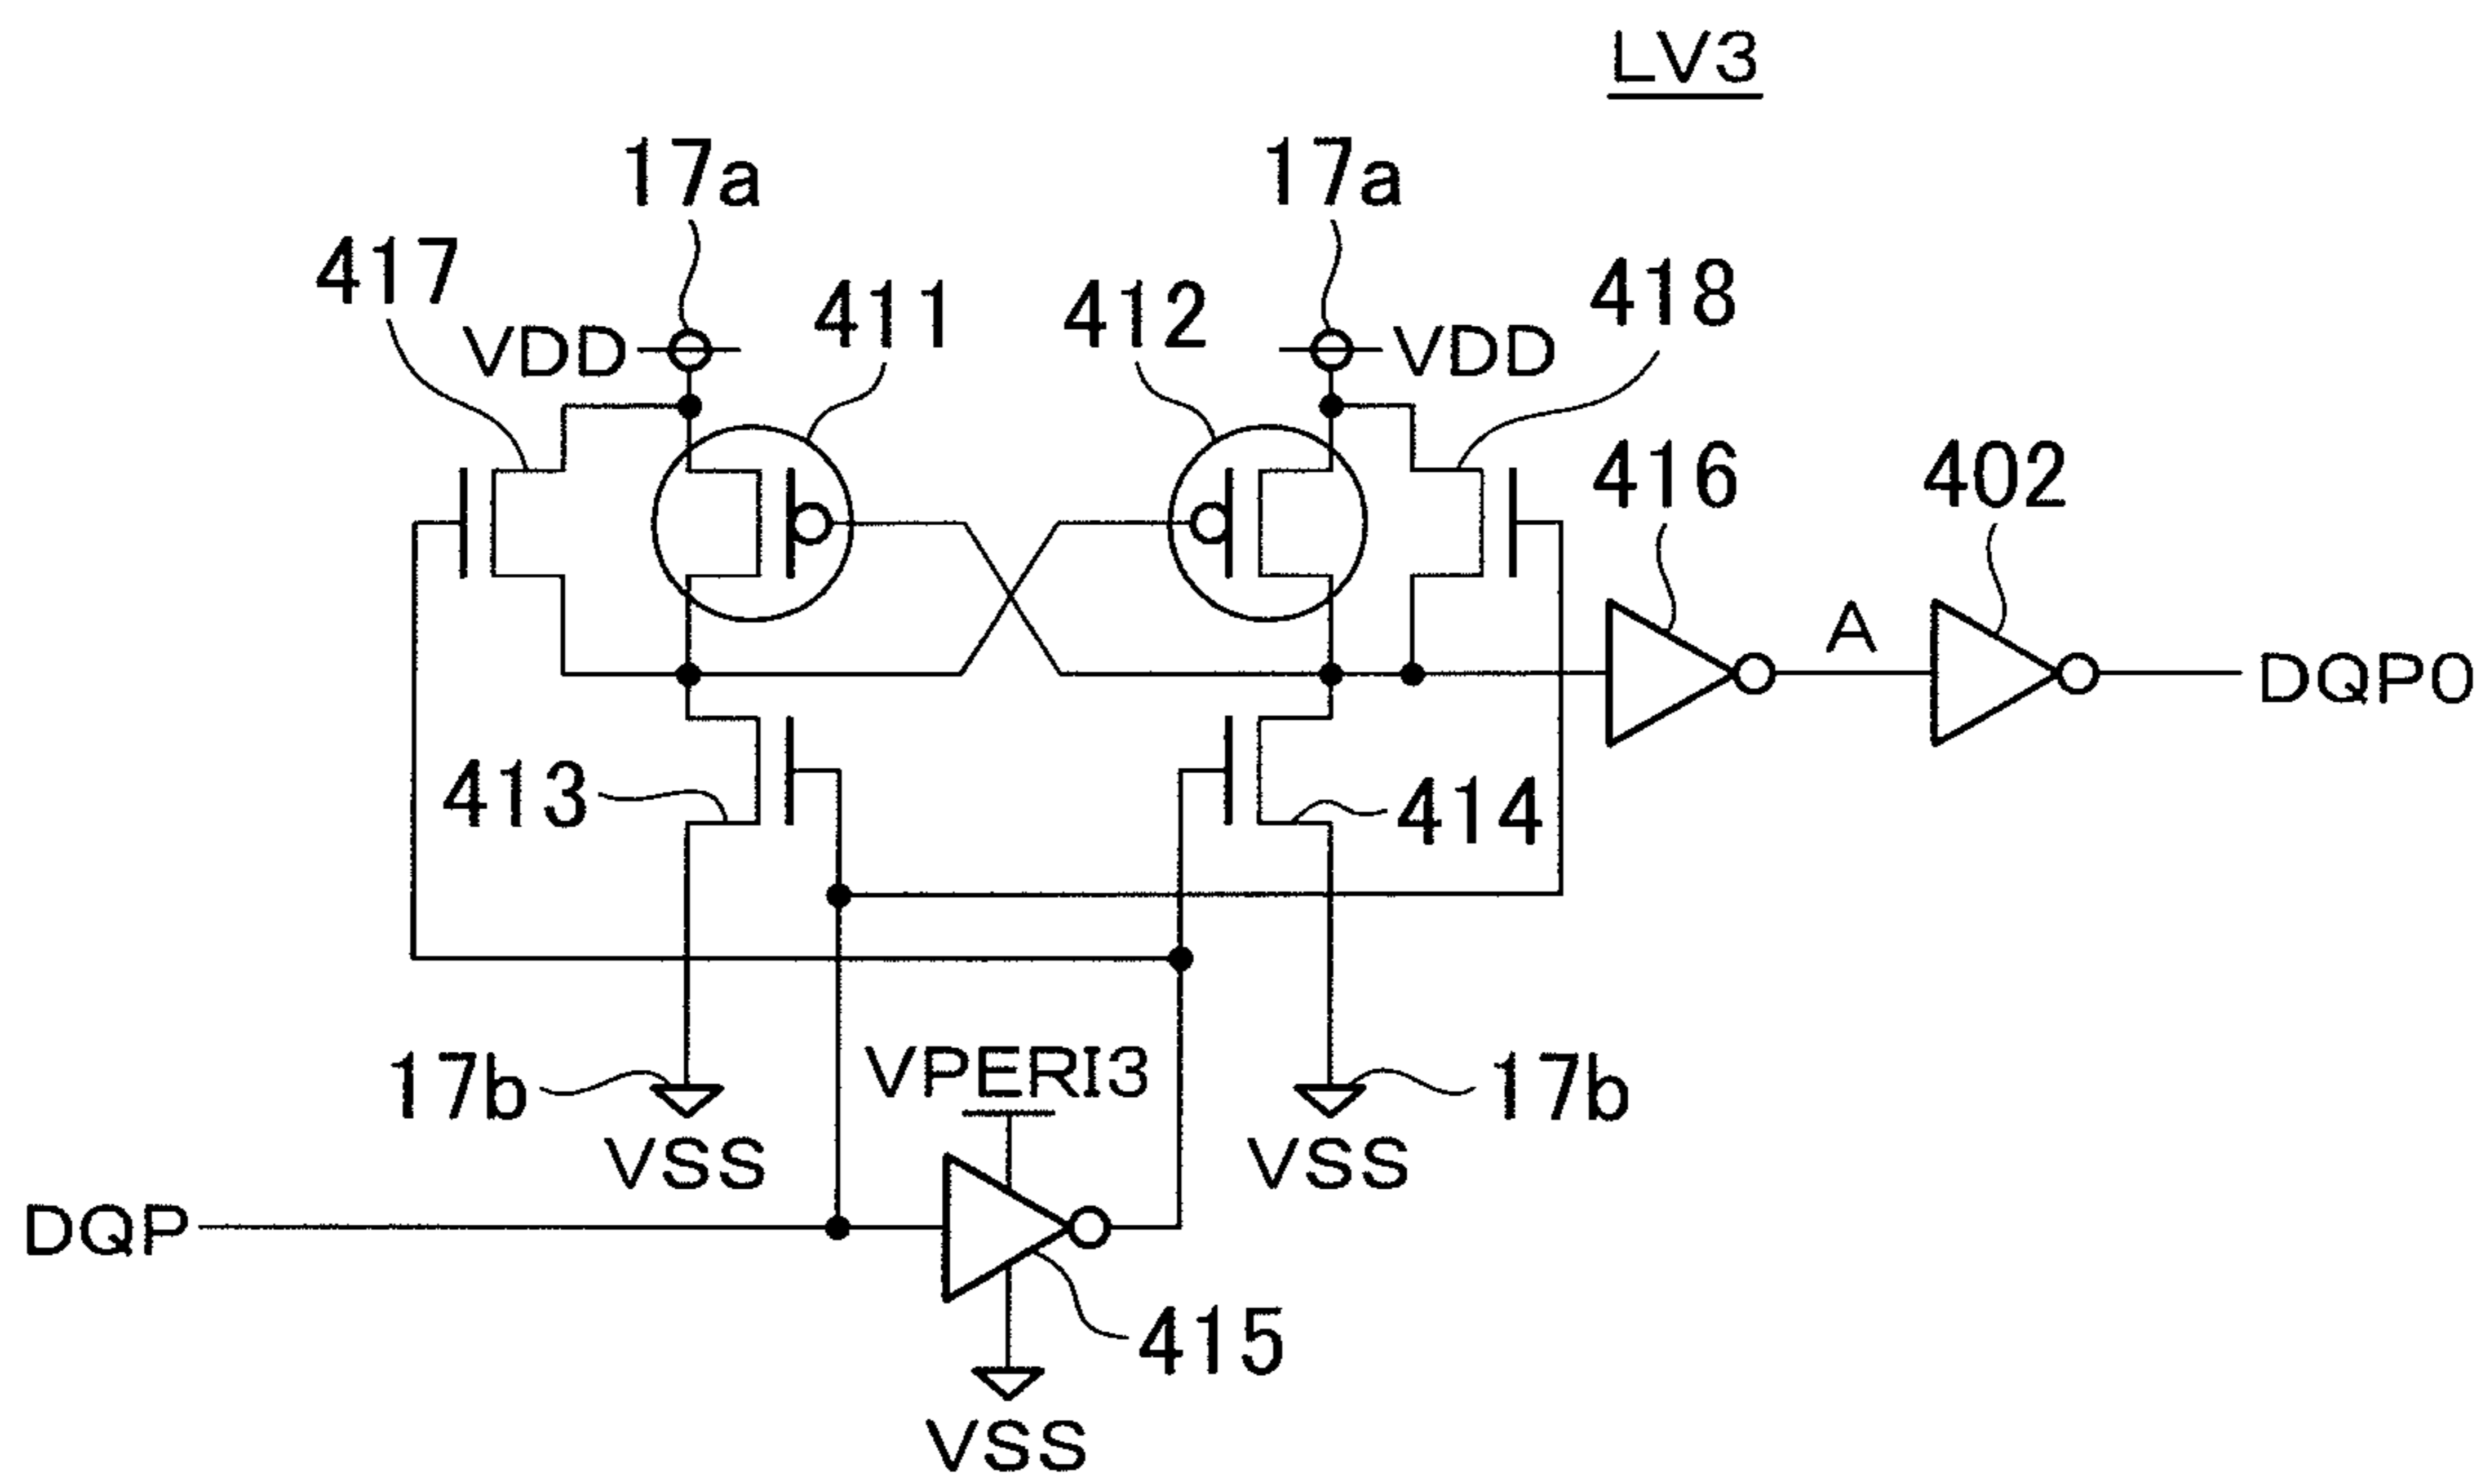 LV3
17a
17a
417
411
412
418
VDD
VDD
416
402
A
DQP0
413
414
17b
VPERI3
17b
VSS
VSS
DQP
415
VSS